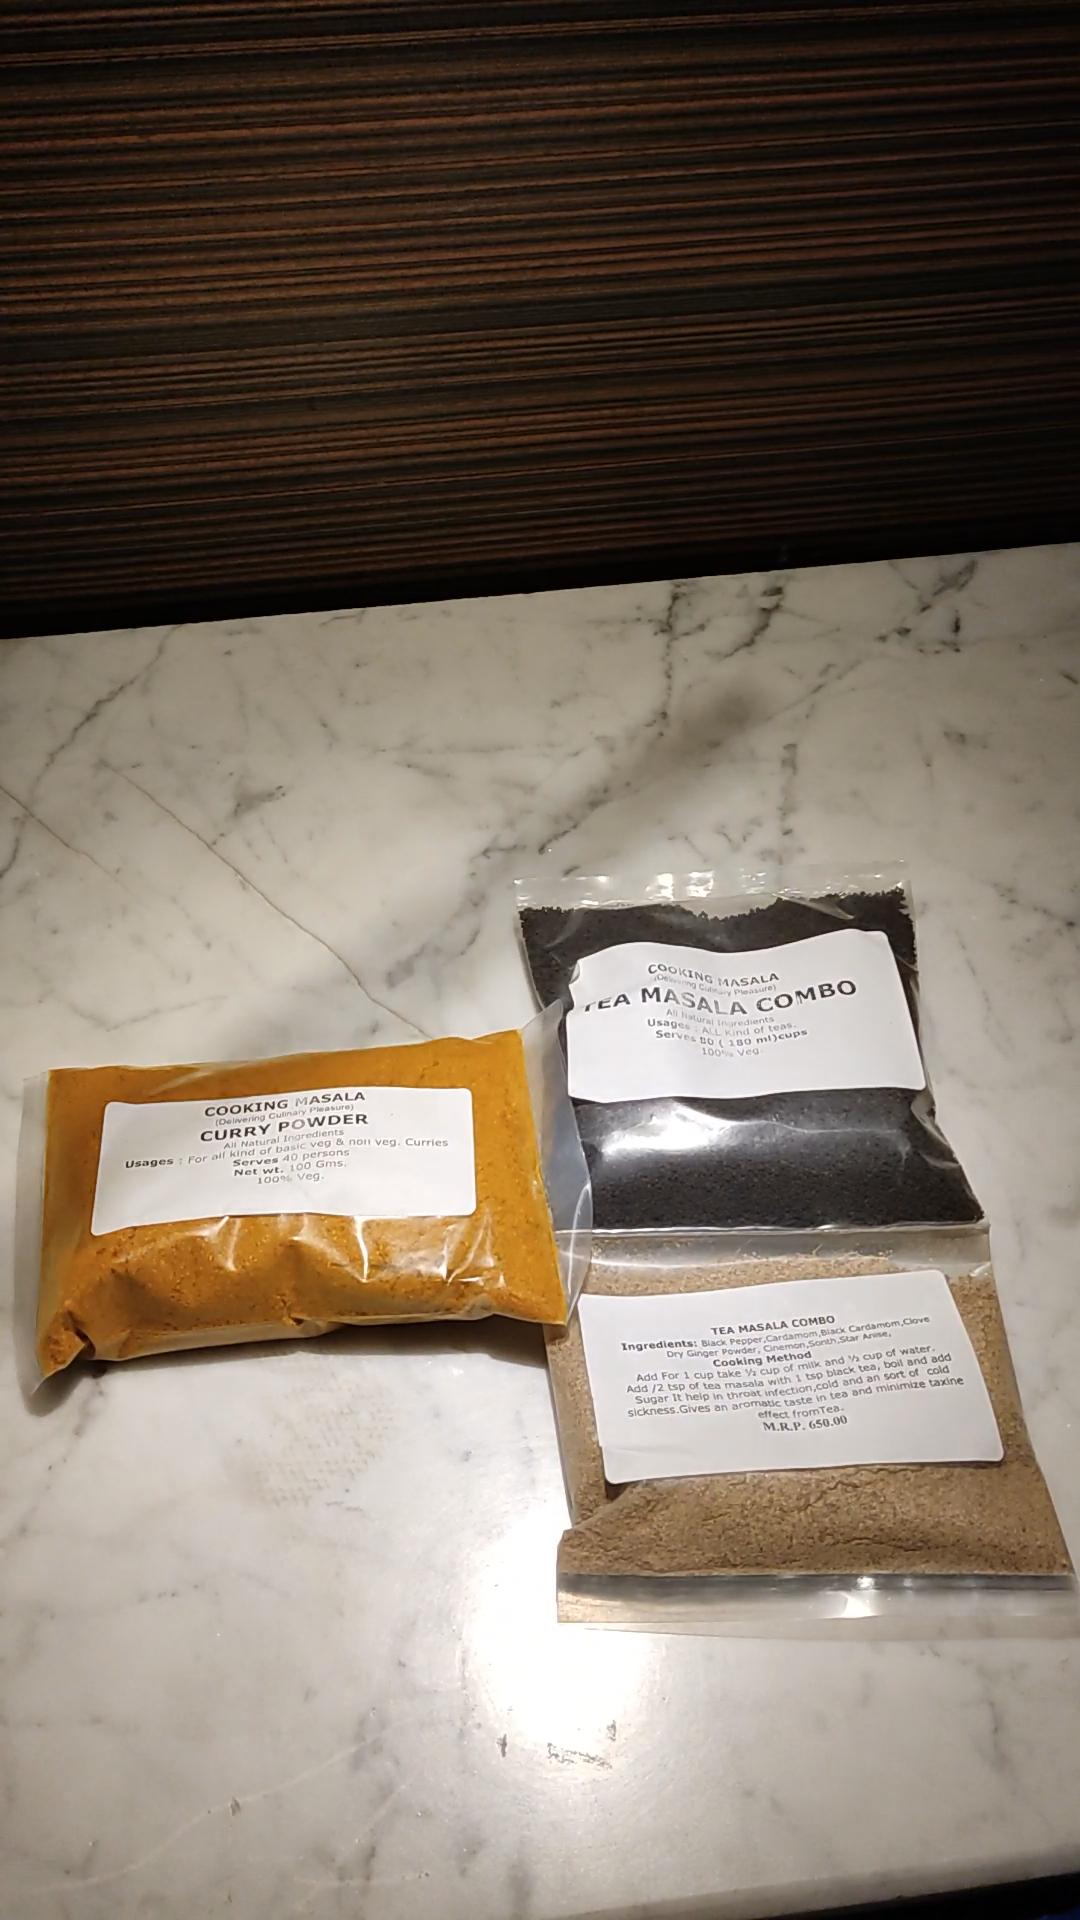 COOKING MASALA
(Delivering Culinary Pleasure)
TEA MASALA COMBO
All Natural Ingredients
Usages : ALL Kind of teas.
Serves 80 ( 180 ml)cups
100% Veg.
COOKING MASALA
(Delivering Culinary Pleasure)
CURRY POWDER
All Natural Ingredients
Usages : For all kind of basic veg & non veg. Curries
Serves 40 persons
Net wt. 100 Gms.
100% Veg.
TEA MASALA COMBO
Ingredients: Black Pepper,Cardamom,Black Cardamom,Clove
Dry Ginger Powder, Cinemon,Sonth,Star Anise,
Cooking Method
Add For 1 cup take ½ cup of milk and ½ cup of water.
Add /2 tsp of tea masala with 1 tsp black tea, boil and add
Sugar It help in throat infection,cold and an sort of cold
sickness.Gives an aromatic taste in tea and minimize taxine
effect fromTea.
M.R.P. 650.00